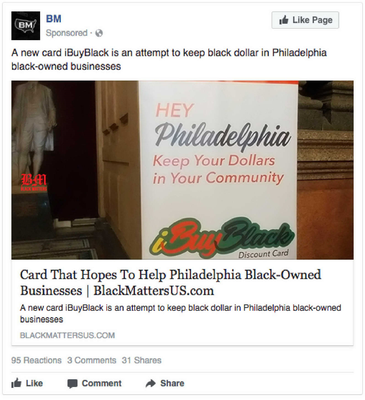 BM
BM
Sponsored ·
Like Page
A new card iBuyBlack is an attempt to keep black dollar in Philadelphia
black-owned businesses
HEY
Philadelphia
Keep Your Dollars
in Your Community
BM
iBuyBlack
Discount Card
Card That Hopes To Help Philadelphia Black-Owned
Businesses | BlackMattersUS.com
A new card iBuyBlack is an attempt to keep black dollar in Philadelphia black-owned
businesses
BLACKMATTERSUS.COM
95 Reactions 3 Comments 31 Shares
Like Comment Share